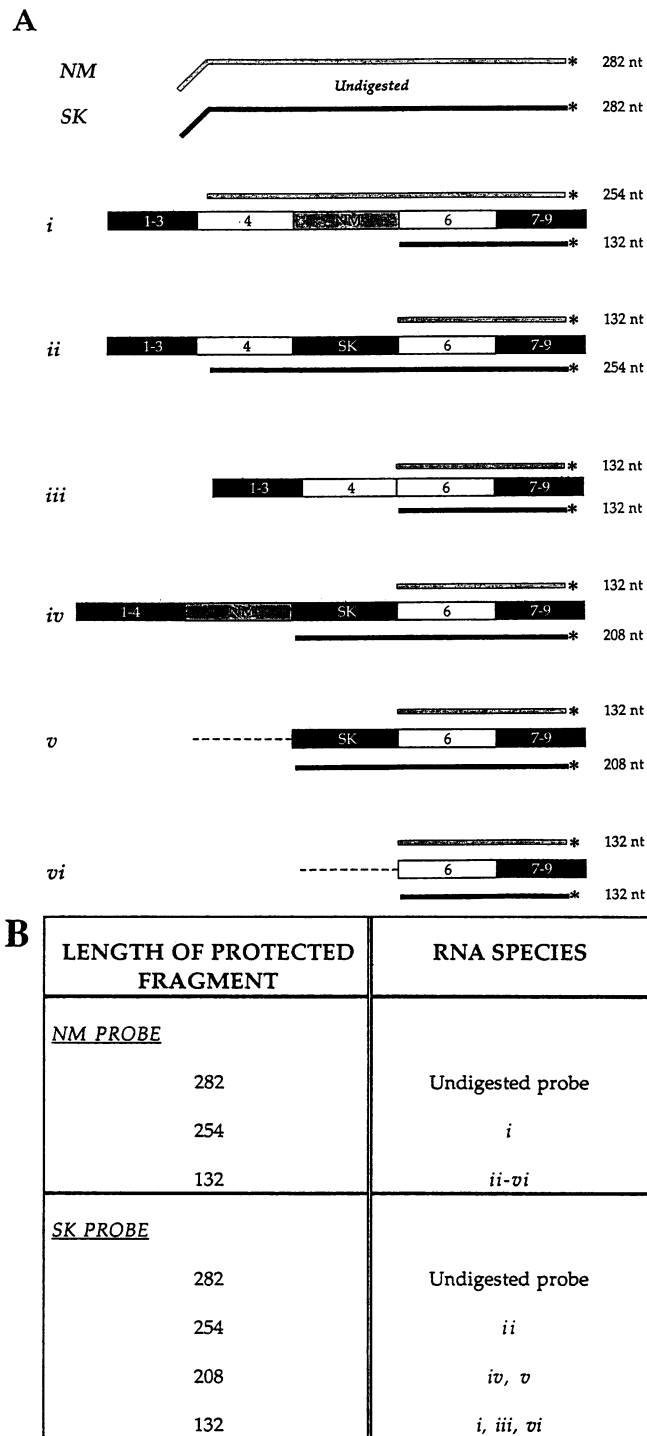 A
NM * 282 nt
Undigested
SK * 282 nt
* 254 nt
i 1-3 4 NM 6 7-9
* 132 nt
* 132 nt
ii 1-3 4 SK 6 7-9
* 254 nt
* 132 nt
iii 1-3 4 6 7-9
* 132 nt
* 132 nt
iv 1-4 NM SK 6 7-9
* 208 nt
* 132 nt
v SK 6 7-9
* 208 nt
* 132 nt
vi 6 7-9
* 132 nt
B
LENGTH OF PROTECTED FRAGMENT RNA SPECIES
NM PROBE
282 Undigested probe
254 i
132 ii-vi
SK PROBE
282 Undigested probe
254 ii
208 iv, v
132 i, iii, vi